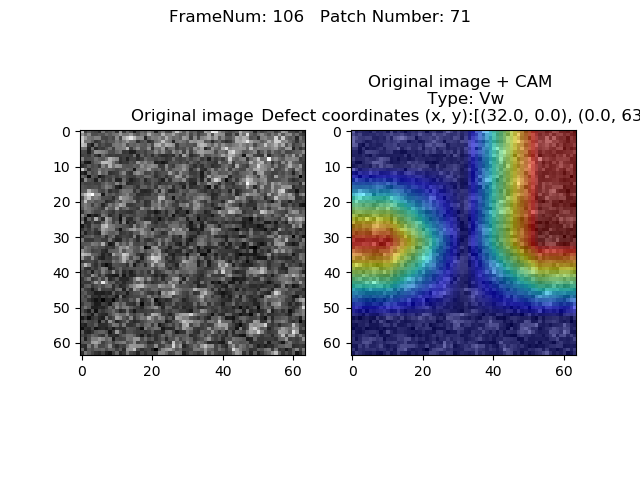 FrameNum: 106   Patch Number: 71
Original image + CAM
Type: Vw
Original image
Defect coordinates (x, y):[(32.0, 0.0), (0.0, 63
0
10
20
30
40
50
60
0 20 40 60
0
10
20
30
40
50
60
0 20 40 60